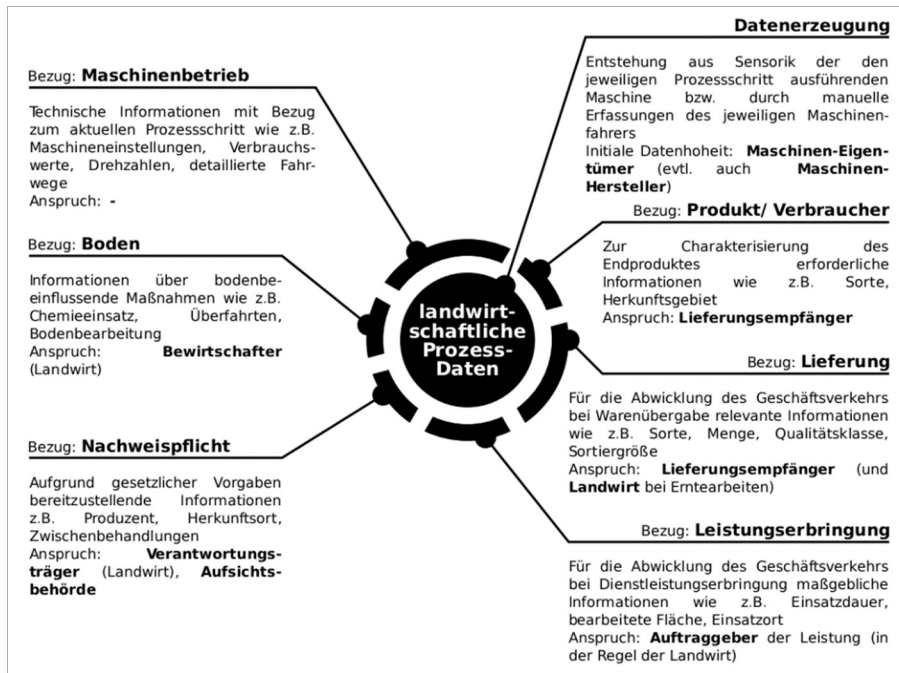 Datenerzeugung
Entstehung aus Sensorik der den
jeweiligen Prozessschritt ausführenden
Maschine bzw. durch manuelle
Erfassungen des jeweiligen Maschinen-
fahrers
Initiale Datenhoheit: Maschinen-Eigen-
tümer (evtl. auch Maschinen-
Hersteller)
Bezug: Maschinenbetrieb
Technische Informationen mit Bezug
zum aktuellen Prozessschritt wie z.B.
Maschineneinstellungen, Verbrauchs-
werte, Drehzahlen, detaillierte Fahr-
wege
Anspruch: -
Bezug: Produkt/ Verbraucher
Zur Charakterisierung des
Endproduktes erforderliche
Informationen wie z.B. Sorte,
Herkunftsgebiet
Anspruch: Lieferungsempfänger
Bezug: Boden
Informationen über bodenbe-
einflussende Maßnahmen wie z.B.
Chemieeinsatz, Überfahrten,
Bodenbearbeitung
Anspruch: Bewirtschafter
(Landwirt)
landwirt-
schaftliche
Prozess-
Daten
Bezug: Lieferung
Für die Abwicklung des Geschäftsverkehrs
bei Warenübergabe relevante Informationen
wie z.B. Sorte, Menge, Qualitätsklasse,
Sortiergröße
Anspruch: Lieferungsempfänger (und
Landwirt bei Erntearbeiten)
Bezug: Nachweispflicht
Aufgrund gesetzlicher Vorgaben
bereitzustellende Informationen
z.B. Produzent, Herkunftsort,
Zwischenbehandlungen
Anspruch: Verantwortungs-
träger (Landwirt), Aufsichts-
behörde
Bezug: Leistungserbringung
Für die Abwicklung des Geschäftsverkehrs
bei Dienstleistungserbringung maßgebliche
Informationen wie z.B. Einsatzdauer,
bearbeitete Fläche, Einsatzort
Anspruch: Auftraggeber der Leistung (in
der Regel der Landwirt)